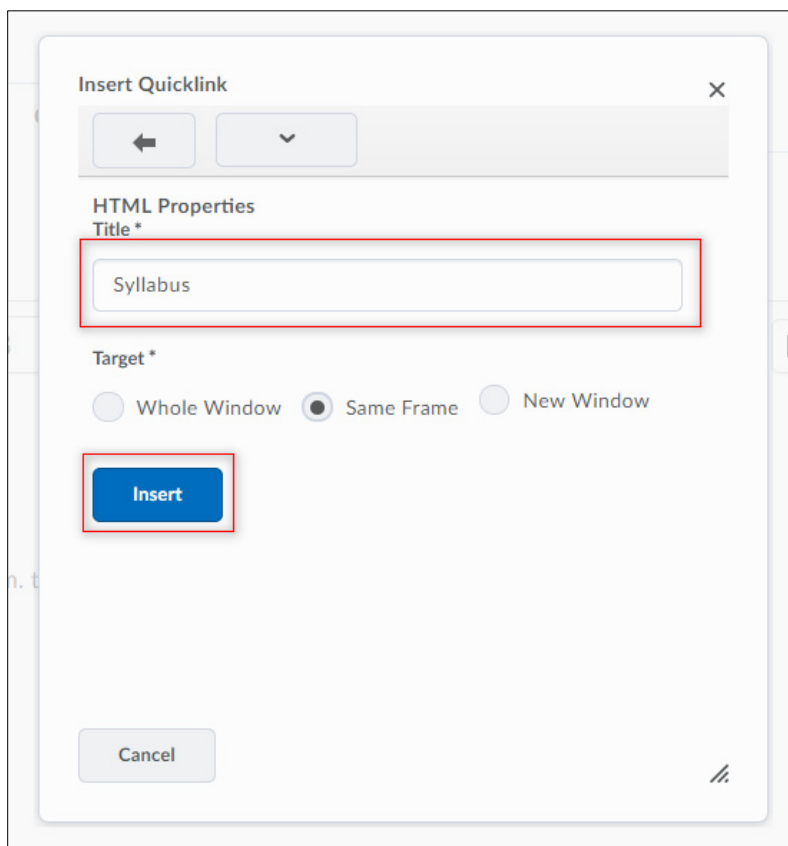 Insert Quicklink
HTML Properties
Title *
Syllabus
Target *
Whole Window Same Frame New Window
Insert
n. t
Cancel